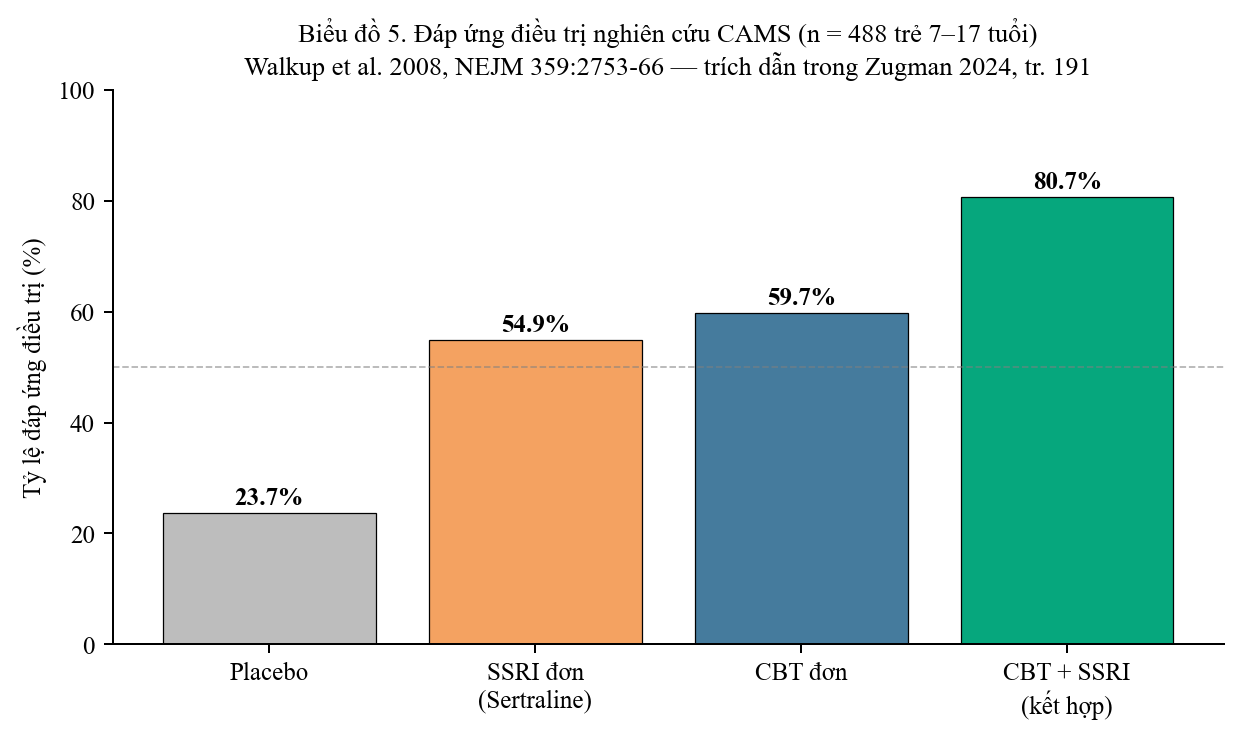 Biểu đồ 5. Đáp ứng điều trị nghiên cứu CAMS (n = 488 trẻ 7–17 tuổi)
Walkup et al. 2008, NEJM 359:2753-66 — trích dẫn trong Zugman 2024, tr. 191
Tỷ lệ đáp ứng điều trị (%)
100
80
60
40
20
0
23.7%
54.9%
59.7%
80.7%
Placebo
SSRI đơn
(Sertraline)
CBT đơn
CBT + SSRI
(kết hợp)